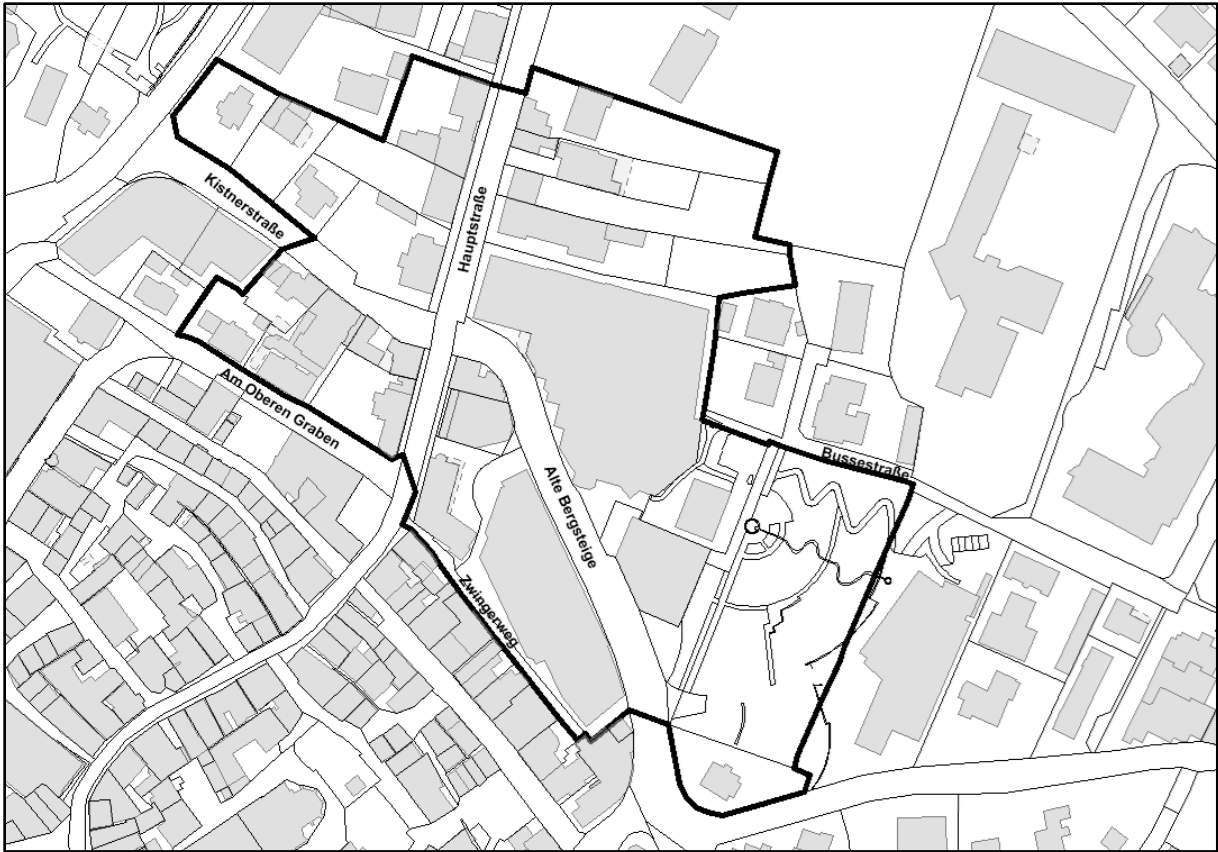 Kistnerstraße
Hauptstraße
Am Oberen Graben
Bussestraße
Alte Bergsteige
Zwingerweg